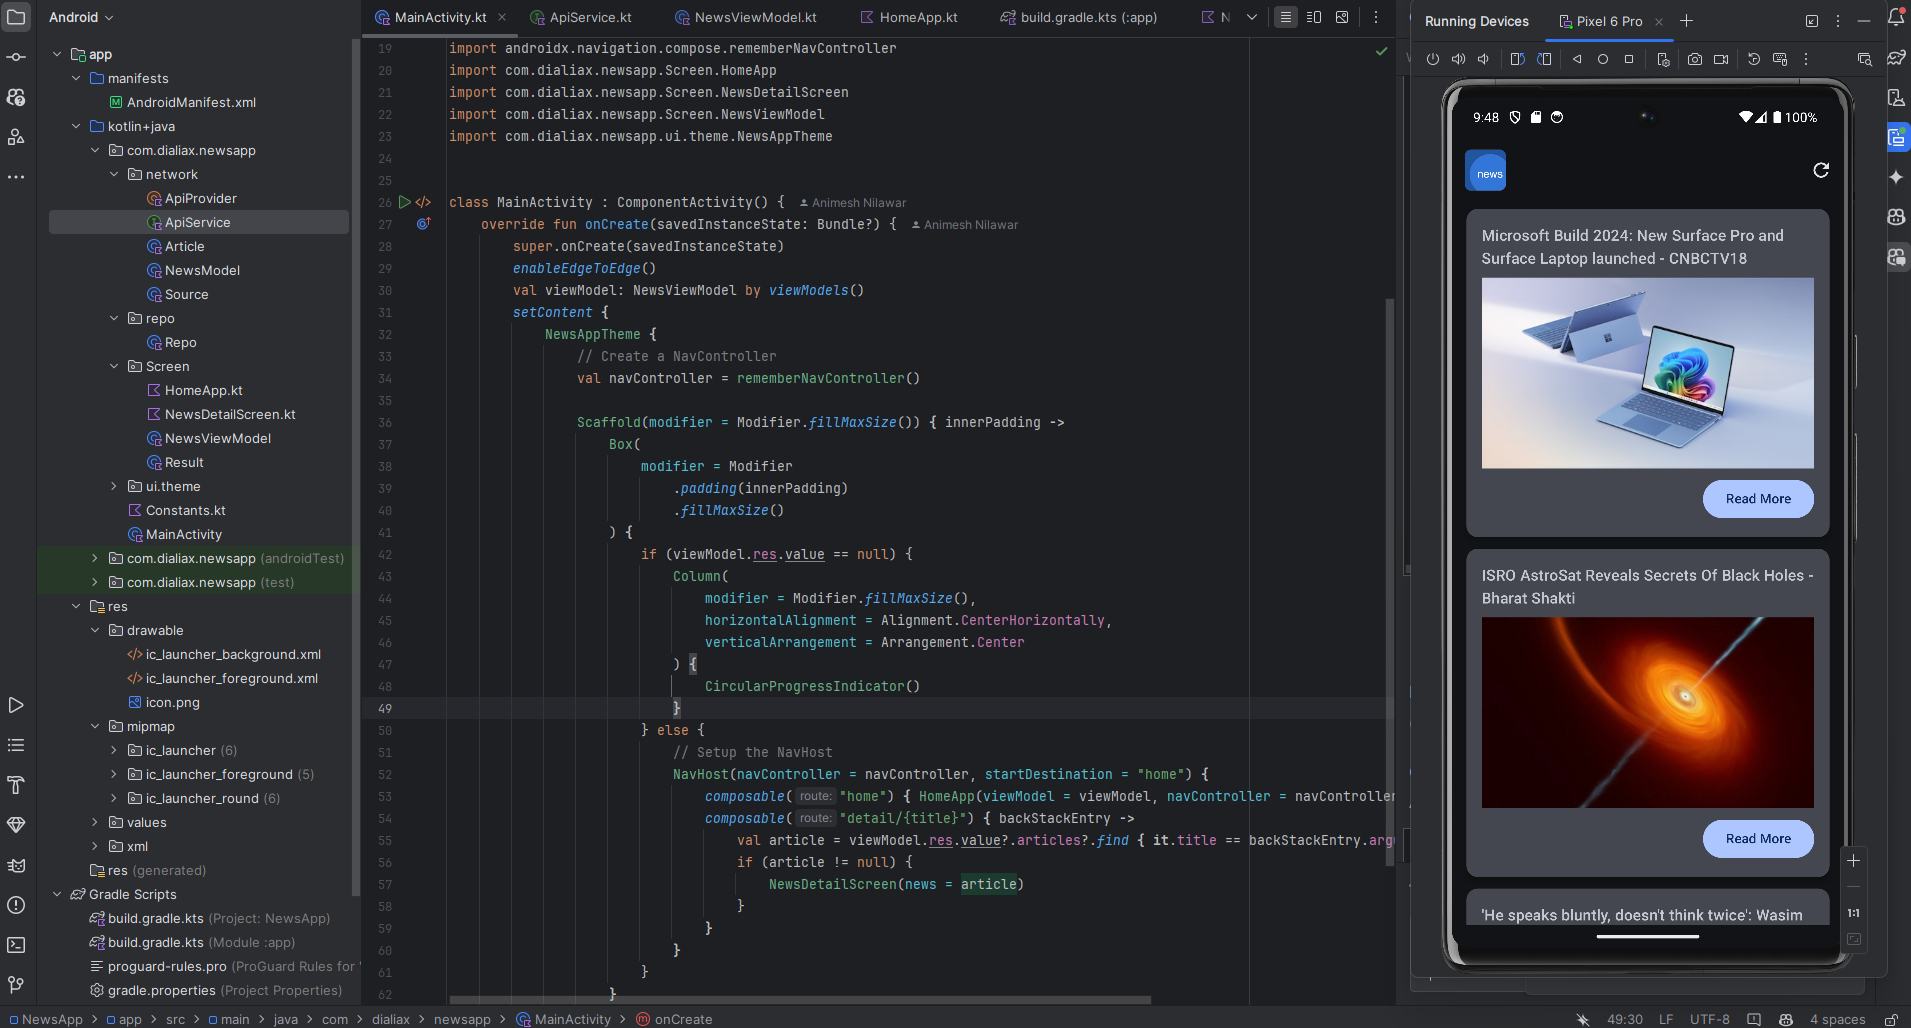 Android
MainActivity.kt
ApiService.kt
NewsViewModel.kt
HomeApp.kt
build.gradle.kts (:app)
Running Devices
Pixel 6 Pro
app
manifests
AndroidManifest.xml
kotlin+java
com.dialiax.newsapp
network
ApiProvider
ApiService
Article
NewsModel
Source
repo
Repo
Screen
HomeApp.kt
NewsDetailScreen.kt
NewsViewModel
Result
ui.theme
Constants.kt
MainActivity
com.dialiax.newsapp (androidTest)
com.dialiax.newsapp (test)
res
drawable
ic_launcher_background.xml
ic_launcher_foreground.xml
icon.png
mipmap
ic_launcher (6)
ic_launcher_foreground (5)
ic_launcher_round (6)
values
xml
res (generated)
Gradle Scripts
build.gradle.kts (Project: NewsApp)
build.gradle.kts (Module :app)
proguard-rules.pro (ProGuard Rules for
gradle.properties (Project Properties)
19 import androidx.navigation.compose.rememberNavController
20 import com.dialiax.newsapp.Screen.HomeApp
21 import com.dialiax.newsapp.Screen.NewsDetailScreen
22 import com.dialiax.newsapp.Screen.NewsViewModel
23 import com.dialiax.newsapp.ui.theme.NewsAppTheme
24
25
26 class MainActivity : ComponentActivity() { Animesh Nilawar
27 override fun onCreate(savedInstanceState: Bundle?) { Animesh Nilawar
28 super.onCreate(savedInstanceState)
29 enableEdgeToEdge()
30 val viewModel: NewsViewModel by viewModels()
31 setContent {
32 NewsAppTheme {
33 // Create a NavController
34 val navController = rememberNavController()
35
36 Scaffold(modifier = Modifier.fillMaxSize()) { innerPadding ->
37 Box(
38 modifier = Modifier
39 .padding(innerPadding)
40 .fillMaxSize()
41 ) {
42 if (viewModel.res.value == null) {
43 Column(
44 modifier = Modifier.fillMaxSize(),
45 horizontalAlignment = Alignment.CenterHorizontally,
46 verticalArrangement = Arrangement.Center
47 ) {
48 CircularProgressIndicator()
49 }
50 } else {
51 // Setup the NavHost
52 NavHost(navController = navController, startDestination = "home") {
53 composable( route: "home") { HomeApp(viewModel = viewModel, navController = navController
54 composable( route: "detail/{title}") { backStackEntry ->
55 val article = viewModel.res.value?.articles?.find { it.title == backStackEntry.arg
56 if (article != null) {
57 NewsDetailScreen(news = article)
58 }
59 }
60 }
61 }
62 }
9:48
100%
news
Microsoft Build 2024: New Surface Pro and
Surface Laptop launched - CNBCTV18
Read More
ISRO AstroSat Reveals Secrets Of Black Holes -
Bharat Shakti
Read More
'He speaks bluntly, doesn't think twice': Wasim
1:1
NewsApp > app > src > main > java > com > dialiax > newsapp > MainActivity > onCreate
49:30 LF UTF-8 4 spaces